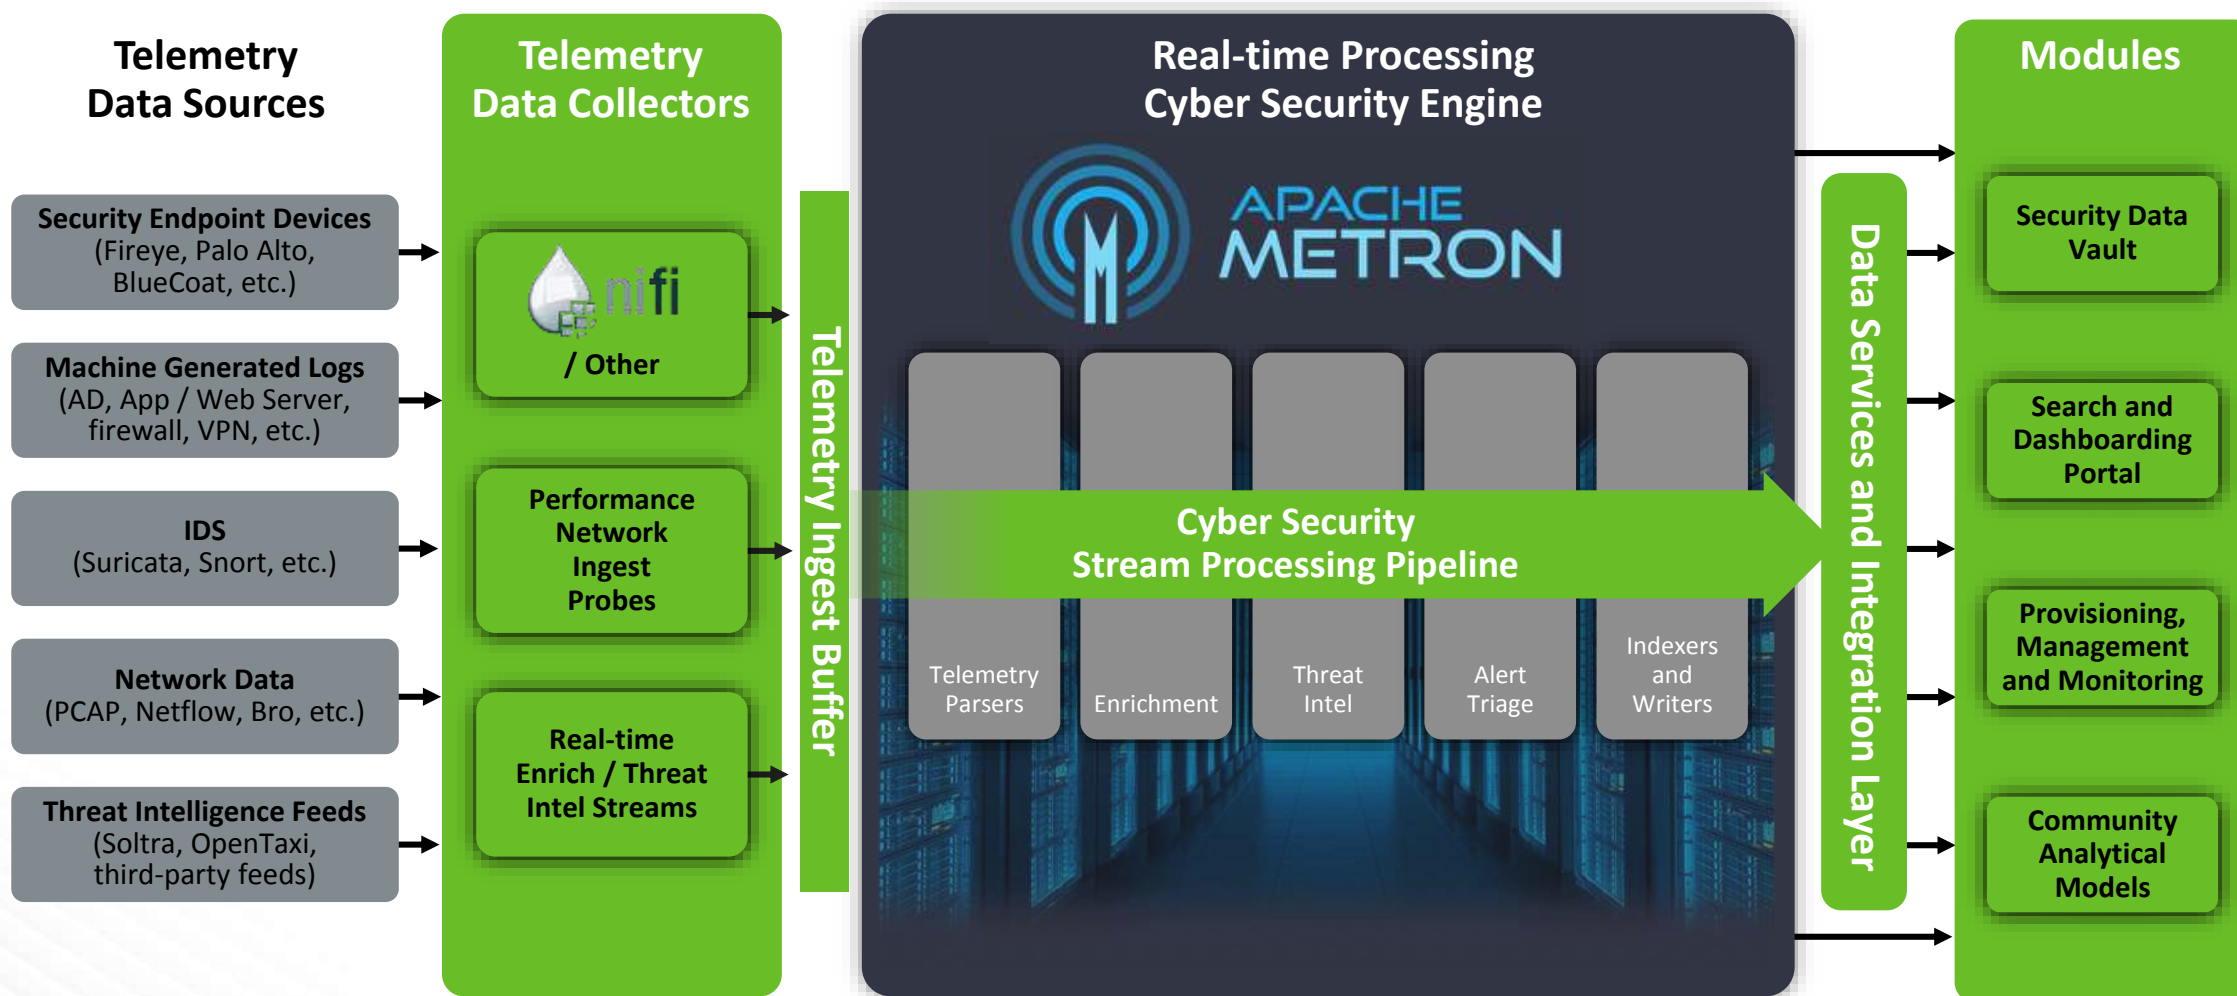 Telemetry
Data Sources
Security Endpoint Devices
(Fireye, Palo Alto,
BlueCoat, etc.)
Machine Generated Logs
(AD, App / Web Server,
firewall, VPN, etc.)
IDS
(Suricata, Snort, etc.)
Network Data
(PCAP, Netflow, Bro, etc.)
Threat Intelligence Feeds
(Soltra, OpenTaxi,
third-party feeds)
Telemetry
Data Collectors
nifi
/ Other
Performance
Network
Ingest
Probes
Real-time
Enrich / Threat
Intel Streams
Telemetry Ingest Buffer
Real-time Processing
Cyber Security Engine
APACHE
METRON
Cyber Security
Stream Processing Pipeline
Telemetry
Parsers
Enrichment
Threat
Intel
Alert
Triage
Indexers
and
Writers
Data Services and Integration Layer
Modules
Security Data
Vault
Search and
Dashboarding
Portal
Provisioning,
Management
and Monitoring
Community
Analytical
Models